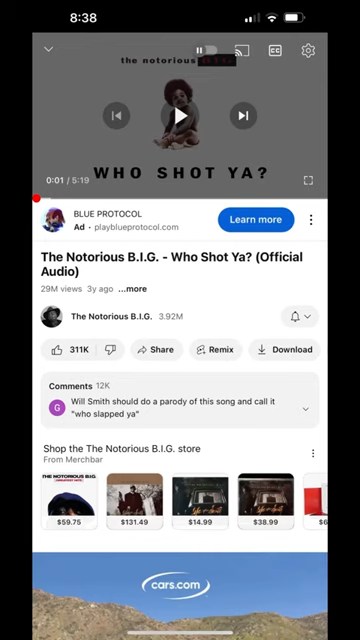 8:38
the notorious B.I.G.
WHO SHOT YA?
0:01 / 5:19
BLUE PROTOCOL
Ad • playblueprotocol.com
Learn more
The Notorious B.I.G. - Who Shot Ya? (Official
Audio)
29M views 3y ago ...more
The Notorious B.I.G. 3.92M
311K
Share
Remix
Download
Comments 12K
G
Will Smith should do a parody of this song and call it
"who slapped ya"
Shop the The Notorious B.I.G. store
From Merchbar
THE NOTORIOUS BIG
$59.75
$131.49
$14.99
$38.99
cars.com